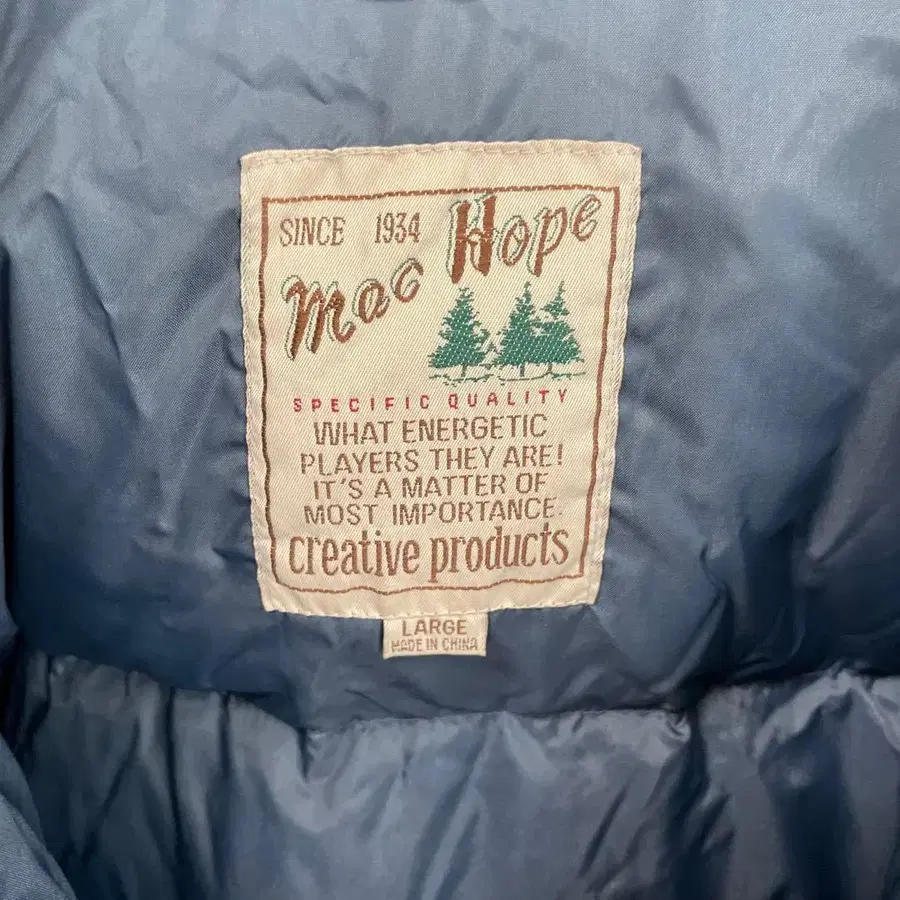 SINCE 1934
Mac Hope
SPECIFIC QUALITY
WHAT ENERGETIC
PLAYERS THEY ARE!
IT'S A MATTER OF
MOST IMPORTANCE.
creative products
LARGE
MADE IN CHINA